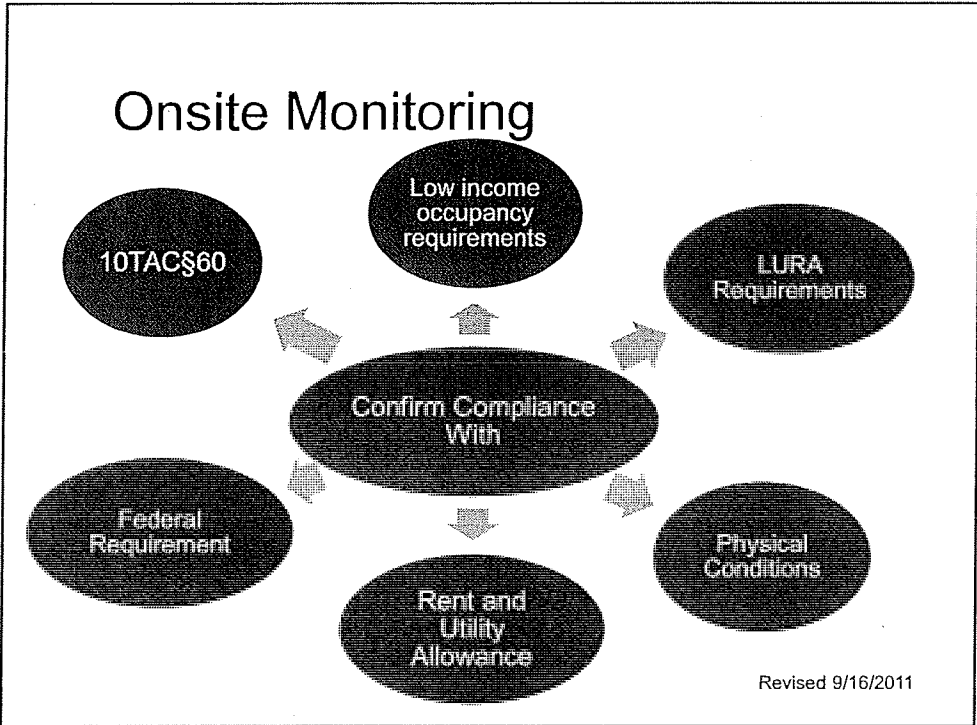 Onsite Monitoring
Low income
occupancy
requirements
10TAC§60
LURA
Requirements
Confirm Compliance
With
Federal
Requirement
Physical
Conditions
Rent and
Utility
Allowance
Revised 9/16/2011